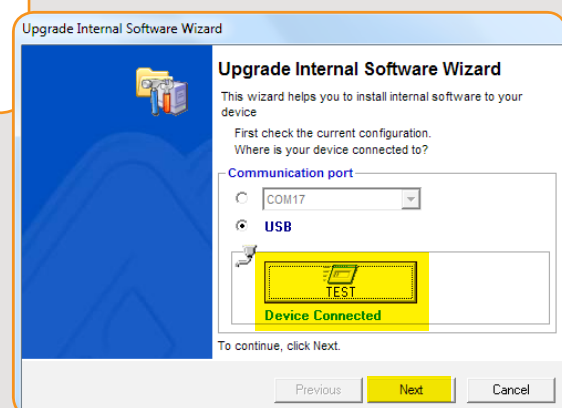 Upgrade Internal Software Wizard
Upgrade Internal Software Wizard
This wizard helps you to install internal software to your
device
First check the current configuration.
Where is your device connected to?
Communication port
COM17
USB
TEST
Device Connected
To continue, click Next.
Previous Next Cancel